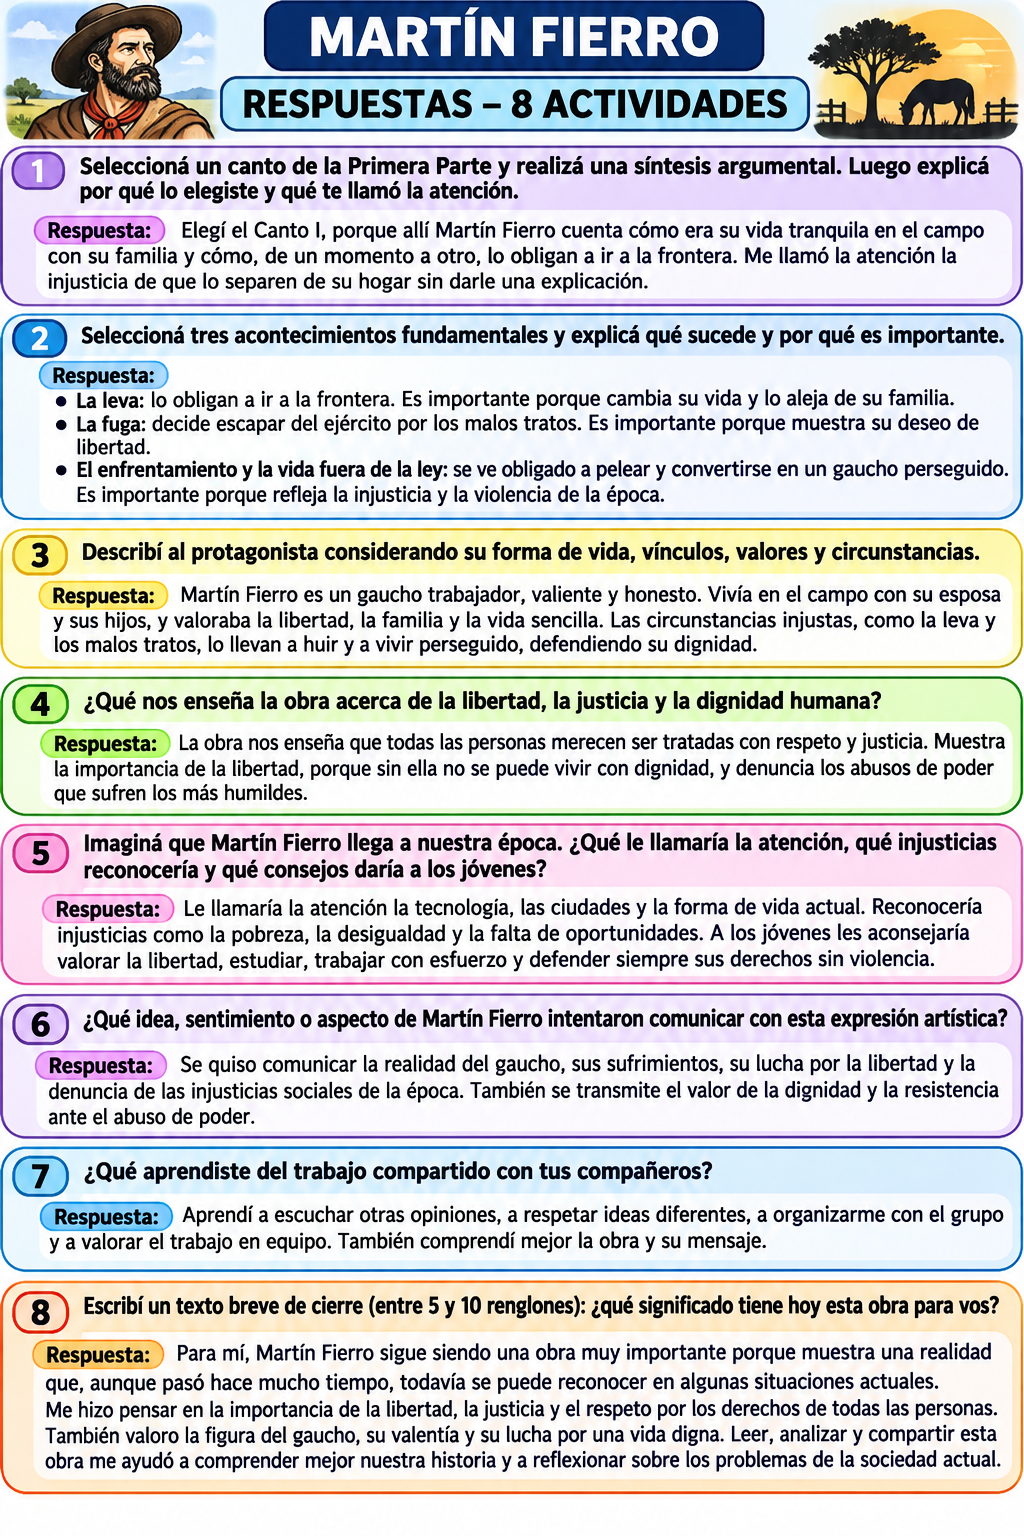 MARTÍN FIERRO
RESPUESTAS – 8 ACTIVIDADES
1
Seleccioná un canto de la Primera Parte y realizá una síntesis argumental. Luego explicá
por qué lo elegiste y qué te llamó la atención.
Respuesta: Elegí el Canto I, porque allí Martín Fierro cuenta cómo era su vida tranquila en el campo
con su familia y cómo, de un momento a otro, lo obligan a ir a la frontera. Me llamó la atención la
injusticia de que lo separen de su hogar sin darle una explicación.
2
Seleccioná tres acontecimientos fundamentales y explicá qué sucede y por qué es importante.
Respuesta:
• La leva: lo obligan a ir a la frontera. Es importante porque cambia su vida y lo aleja de su familia.
• La fuga: decide escapar del ejército por los malos tratos. Es importante porque muestra su deseo de
libertad.
• El enfrentamiento y la vida fuera de la ley: se ve obligado a pelear y convertirse en un gaucho perseguido.
Es importante porque refleja la injusticia y la violencia de la época.
3
Describí al protagonista considerando su forma de vida, vínculos, valores y circunstancias.
Respuesta: Martín Fierro es un gaucho trabajador, valiente y honesto. Vivía en el campo con su esposa
y sus hijos, y valoraba la libertad, la familia y la vida sencilla. Las circunstancias injustas, como la leva y
los malos tratos, lo llevan a huir y a vivir perseguido, defendiendo su dignidad.
4
¿Qué nos enseña la obra acerca de la libertad, la justicia y la dignidad humana?
Respuesta: La obra nos enseña que todas las personas merecen ser tratadas con respeto y justicia. Muestra
la importancia de la libertad, porque sin ella no se puede vivir con dignidad, y denuncia los abusos de poder
que sufren los más humildes.
5
Imaginá que Martín Fierro llega a nuestra época. ¿Qué le llamaría la atención, qué injusticias
reconocería y qué consejos daría a los jóvenes?
Respuesta: Le llamaría la atención la tecnología, las ciudades y la forma de vida actual. Reconocería
injusticias como la pobreza, la desigualdad y la falta de oportunidades. A los jóvenes les aconsejaría
valorar la libertad, estudiar, trabajar con esfuerzo y defender siempre sus derechos sin violencia.
6
¿Qué idea, sentimiento o aspecto de Martín Fierro intentaron comunicar con esta expresión artística?
Respuesta: Se quiso comunicar la realidad del gaucho, sus sufrimientos, su lucha por la libertad y la
denuncia de las injusticias sociales de la época. También se transmite el valor de la dignidad y la resistencia
ante el abuso de poder.
7
¿Qué aprendiste del trabajo compartido con tus compañeros?
Respuesta: Aprendí a escuchar otras opiniones, a respetar ideas diferentes, a organizarme con el grupo
y a valorar el trabajo en equipo. También comprendí mejor la obra y su mensaje.
8
Escribí un texto breve de cierre (entre 5 y 10 renglones): ¿qué significado tiene hoy esta obra para vos?
Respuesta: Para mí, Martín Fierro sigue siendo una obra muy importante porque muestra una realidad
que, aunque pasó hace mucho tiempo, todavía se puede reconocer en algunas situaciones actuales.
Me hizo pensar en la importancia de la libertad, la justicia y el respeto por los derechos de todas las personas.
También valoro la figura del gaucho, su valentía y su lucha por una vida digna. Leer, analizar y compartir esta
obra me ayudó a comprender mejor nuestra historia y a reflexionar sobre los problemas de la sociedad actual.